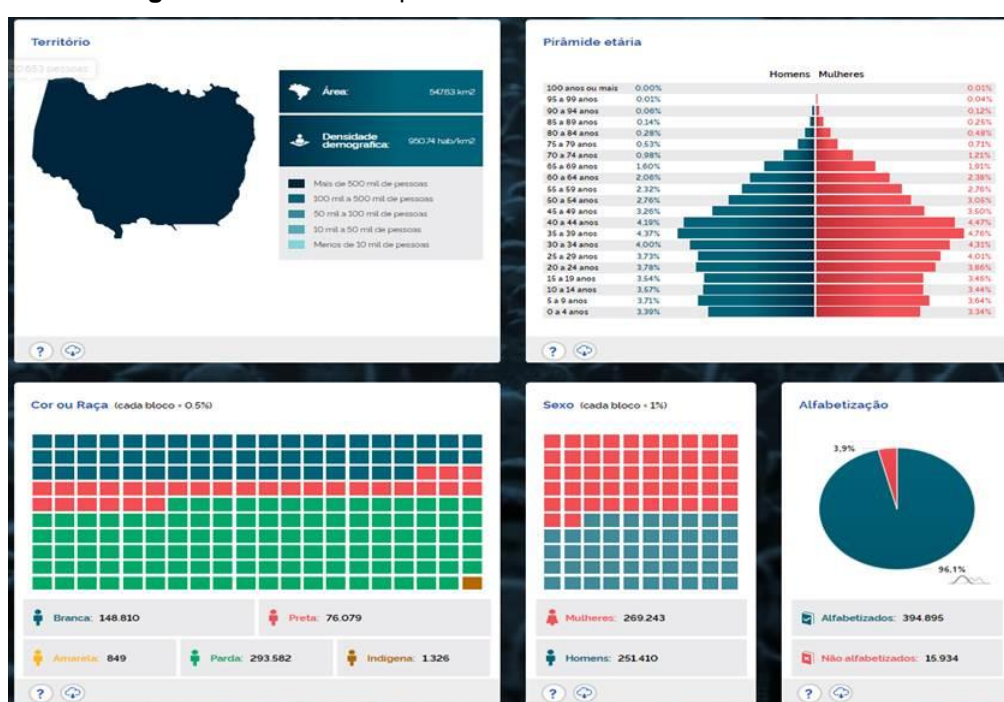 Território
Área: 547,63 km2
Densidade
demografica: 950,74 hab/km2
Mais de 500 mil de pessoas
100 mil a 500 mil de pessoas
50 mil a 100 mil de pessoas
10 mil a 50 mil de pessoas
Menos de 10 mil de pessoas
?
Pirâmide etária
Homens Mulheres
100 anos ou mais 0,00% 0,01%
95 a 99 anos 0,01% 0,04%
90 a 94 anos 0,06% 0,12%
85 a 89 anos 0,14% 0,25%
80 a 84 anos 0,28% 0,48%
75 a 79 anos 0,53% 0,71%
70 a 74 anos 0,98% 1,21%
65 a 69 anos 1,60% 1,91%
60 a 64 anos 2,06% 2,38%
55 a 59 anos 2,32% 2,76%
50 a 54 anos 2,76% 3,06%
45 a 49 anos 3,26% 3,60%
40 a 44 anos 4,19% 4,47%
35 a 39 anos 4,37% 4,76%
30 a 34 anos 4,00% 4,31%
25 a 29 anos 3,73% 4,01%
20 a 24 anos 3,78% 3,86%
15 a 19 anos 3,54% 3,46%
10 a 14 anos 3,57% 3,44%
5 a 9 anos 3,71% 3,64%
0 a 4 anos 3,39% 3,34%
?
Cor ou Raça (cada bloco = 0,5%)
Branca: 148.810
Preta: 76.079
Amarela: 849
Parda: 293.582
Indígena: 1.326
?
Sexo (cada bloco = 1%)
Mulheres: 269.243
Homens: 251.410
?
Alfabetização
3,9%
96,1%
Alfabetizados: 394.895
Não alfabetizados: 15.934
?